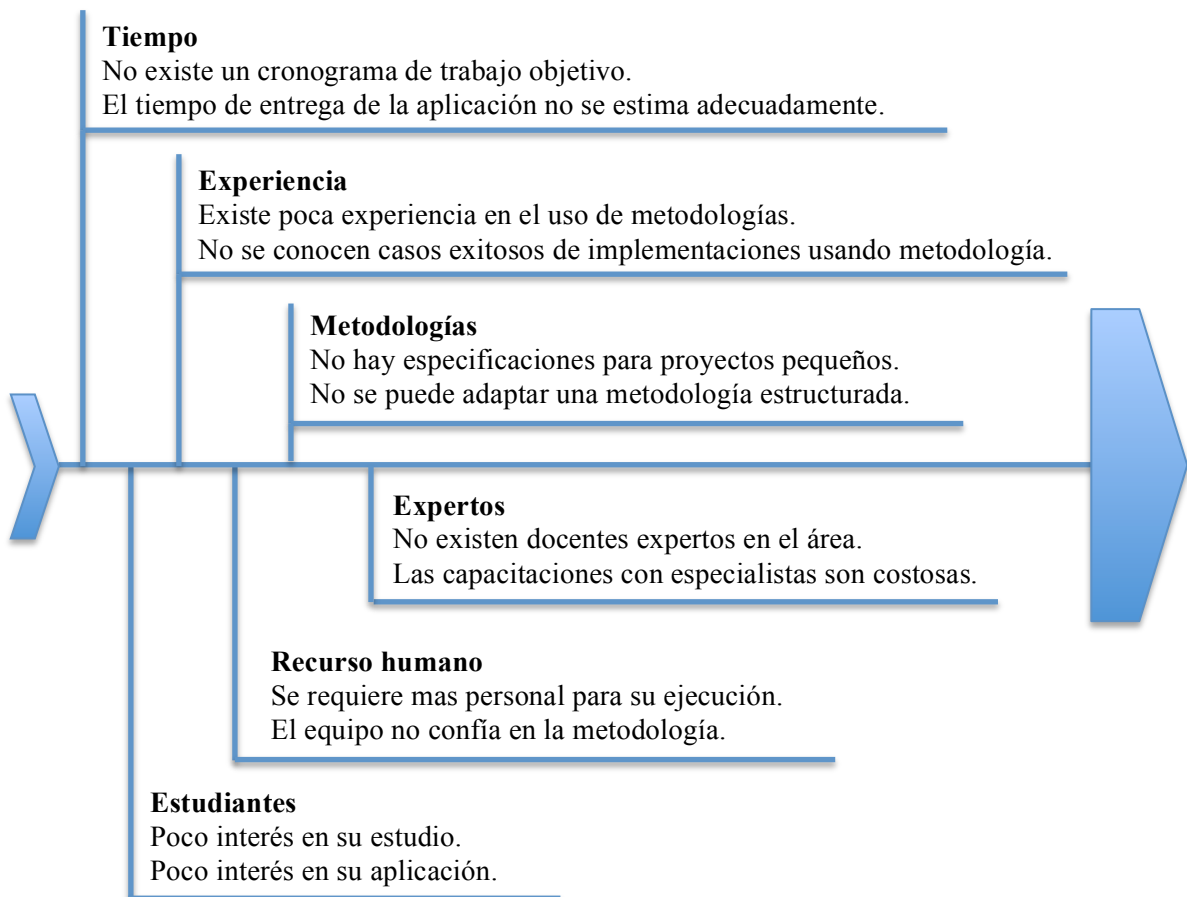 Tiempo
No existe un cronograma de trabajo objetivo.
El tiempo de entrega de la aplicación no se estima adecuadamente.
Experiencia
Existe poca experiencia en el uso de metodologías.
No se conocen casos exitosos de implementaciones usando metodología.
Metodologías
No hay especificaciones para proyectos pequeños.
No se puede adaptar una metodología estructurada.
Expertos
No existen docentes expertos en el área.
Las capacitaciones con especialistas son costosas.
Recurso humano
Se requiere mas personal para su ejecución.
El equipo no confía en la metodología.
Estudiantes
Poco interés en su estudio.
Poco interés en su aplicación.